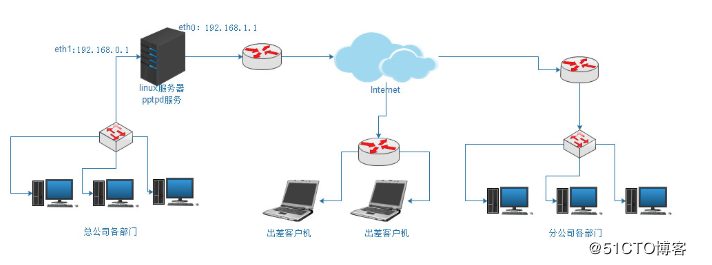 eth0：192.168.1.1
eth1:192.168.0.1
linux服务器
pptpd服务
Internet
总公司各部门
出差客户机
出差客户机
分公司各部门
@51CTO博客